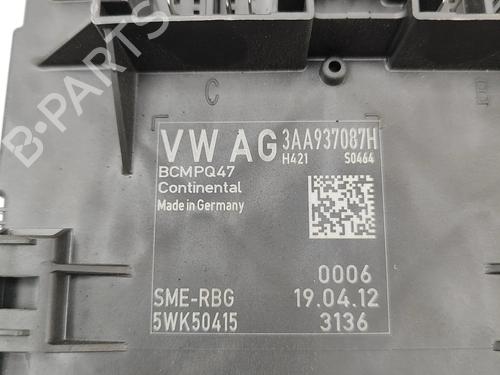 C
VW AG 3AA937087H
H421 S0464
BCMPQ47
Continental
Made in Germany
0006
SME-RBG 19.04.12
5WK50415 3136
B-PARTS